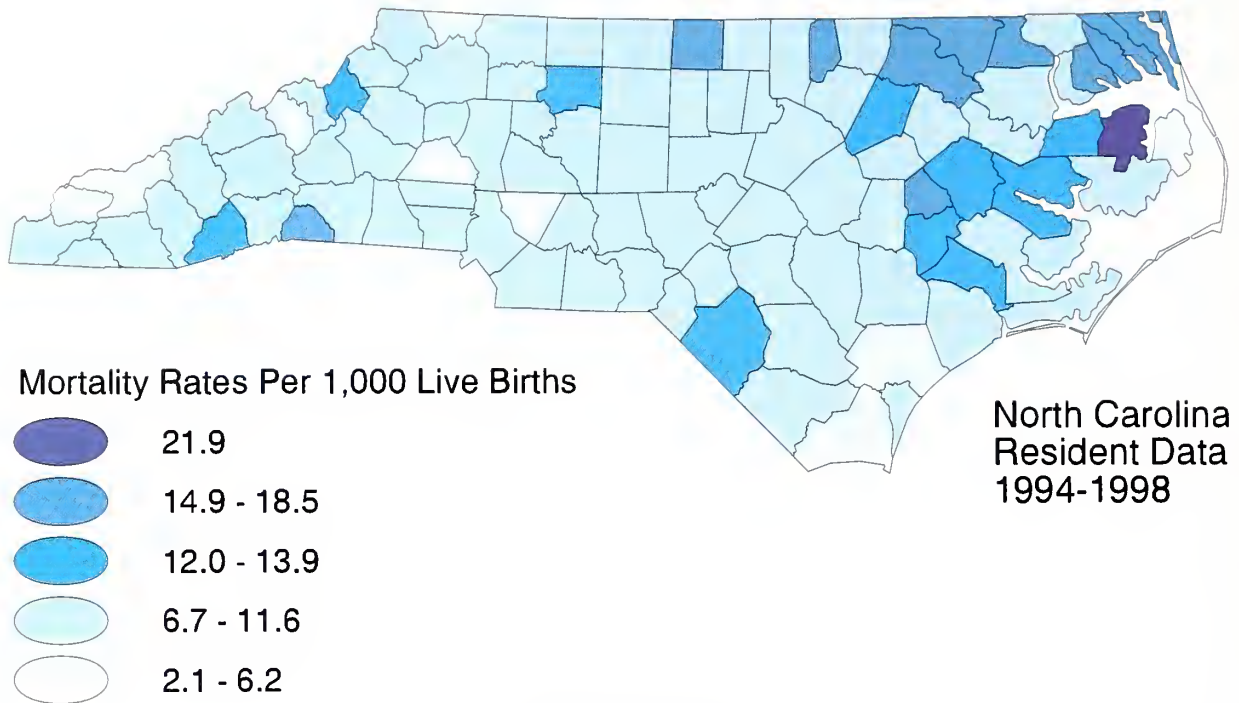 Mortality Rates Per 1,000 Live Births
21.9
14.9 - 18.5
12.0 - 13.9
6.7 - 11.6
2.1 - 6.2
North Carolina
Resident Data
1994-1998